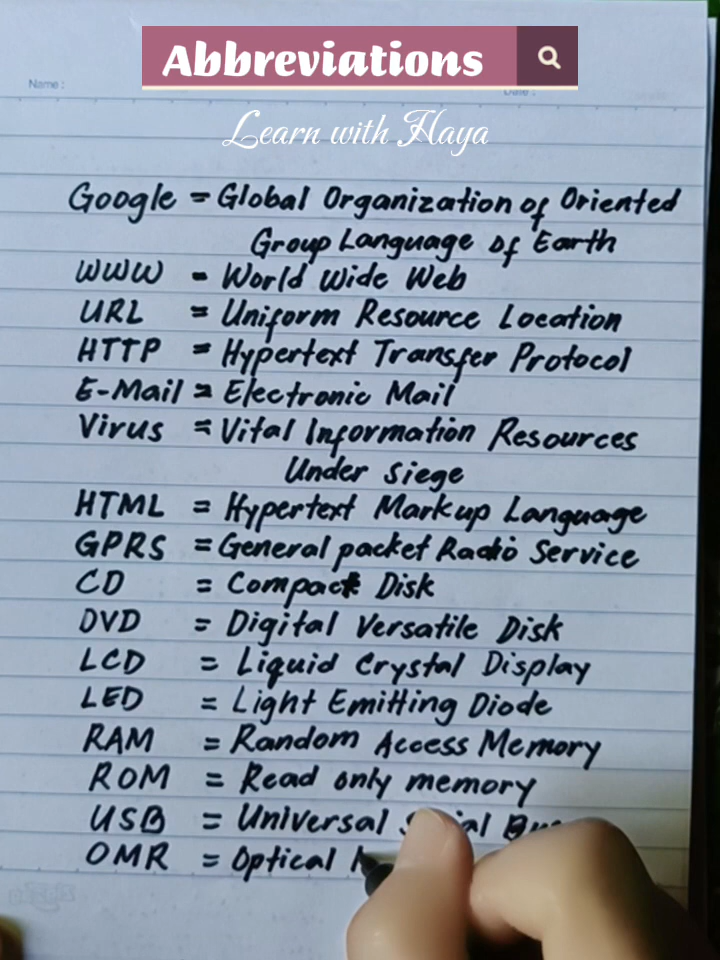 Abbreviations
Name :
Date :
Learn with Haya
Google = Global Organization of Oriented
Group Language of Earth
WWW = World Wide Web
URL = Uniform Resource Location
HTTP = Hypertext Transfer Protocol
E-Mail = Electronic Mail
Virus = Vital Information Resources
Under Siege
HTML = Hypertext Markup Language
GPRS = General packet Radio Service
CD = Compact Disk
DVD = Digital Versatile Disk
LCD = Liquid Crystal Display
LED = Light Emitting Diode
RAM = Random Access Memory
ROM = Read only memory
USB = Universal
OMR = Optical